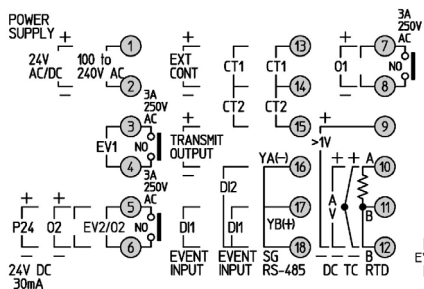 POWER
SUPPLY
24V
AC/DC
+
−
100 to
240V AC
1
2
EXT
CONT
+
−
CT1
CT2
CT1
CT2
13
14
15
+
−
O1
7
8
NO
3A
250V
AC
3
4
EV1
NO
3A
250V
AC
TRANSMIT
OUTPUT
+
−
+
>1V
9
YA(−)
16
DI2
YB(+)
17
18
+
+
A
10
A
V
B
11
B
12
−
−
5
6
3A
250V
AC
NO
+
P24
−
+
O2
−
EV2/O2
DI1
DI1
24V DC
30mA
EVENT
INPUT
EVENT
INPUT
SG
RS-485
DC TC RTD
E